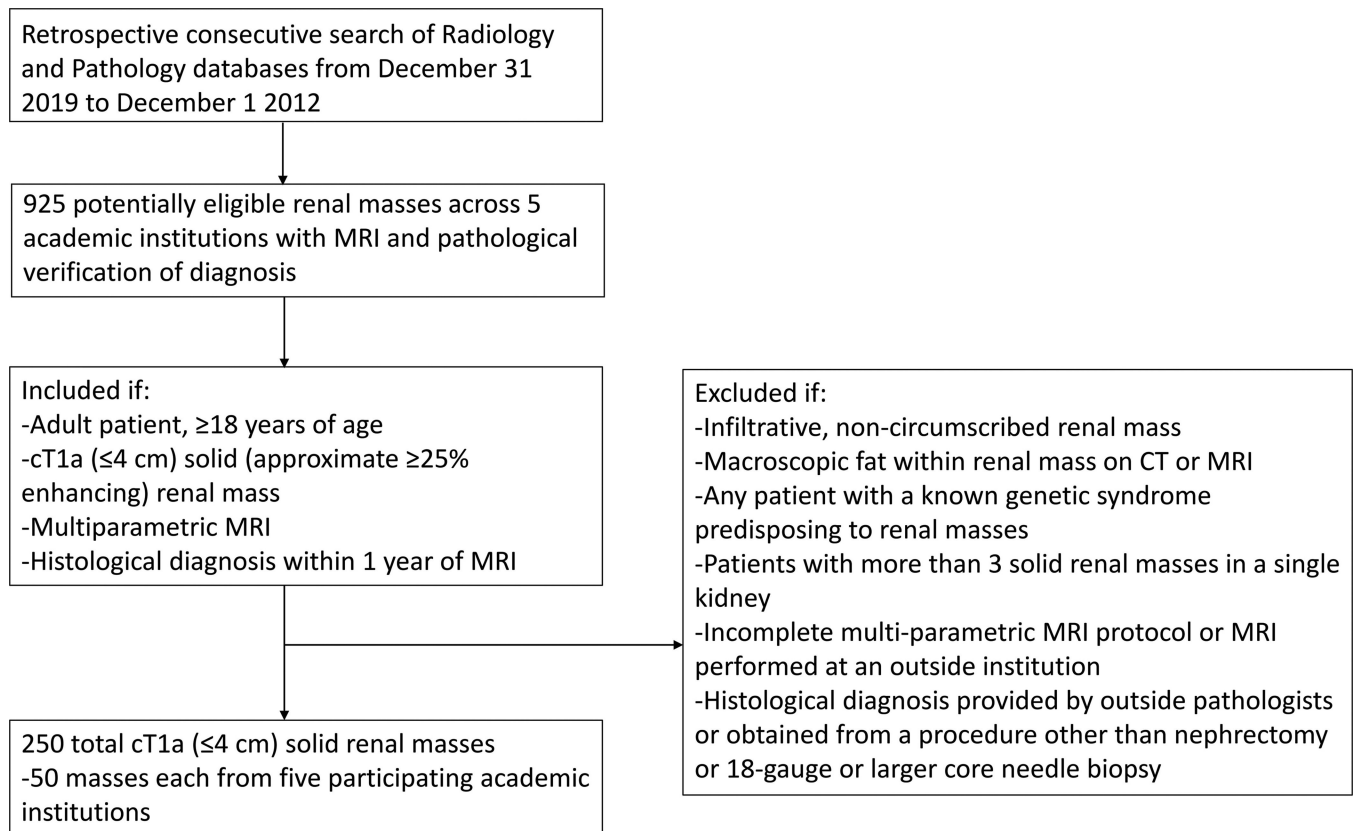 Retrospective consecutive search of Radiology
and Pathology databases from December 31
2019 to December 1 2012
925 potentially eligible renal masses across 5
academic institutions with MRI and pathological
verification of diagnosis
Included if:
-Adult patient, ≥18 years of age
-cT1a (≤4 cm) solid (approximate ≥25%
enhancing) renal mass
-Multiparametric MRI
-Histological diagnosis within 1 year of MRI
Excluded if:
-Infiltrative, non-circumscribed renal mass
-Macroscopic fat within renal mass on CT or MRI
-Any patient with a known genetic syndrome
predisposing to renal masses
-Patients with more than 3 solid renal masses in a single
kidney
-Incomplete multi-parametric MRI protocol or MRI
performed at an outside institution
-Histological diagnosis provided by outside pathologists
or obtained from a procedure other than nephrectomy
or 18-gauge or larger core needle biopsy
250 total cT1a (≤4 cm) solid renal masses
-50 masses each from five participating academic
institutions